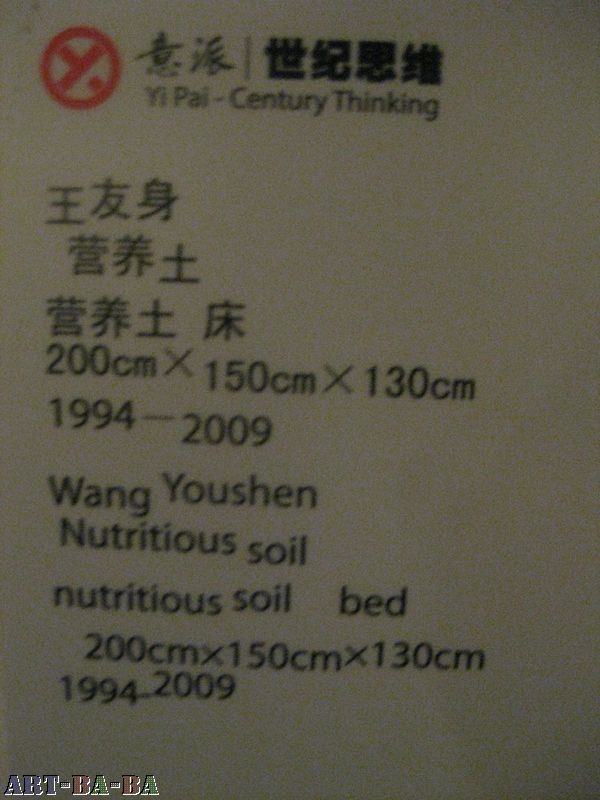 意派 | 世纪思维
Yi Pai - Century Thinking
王友身
营养土
营养土 床
200cm×150cm×130cm
1994－2009
Wang Youshen
Nutritious soil
nutritious soil bed
200cm×150cm×130cm
1994-2009
ART-BA-BA